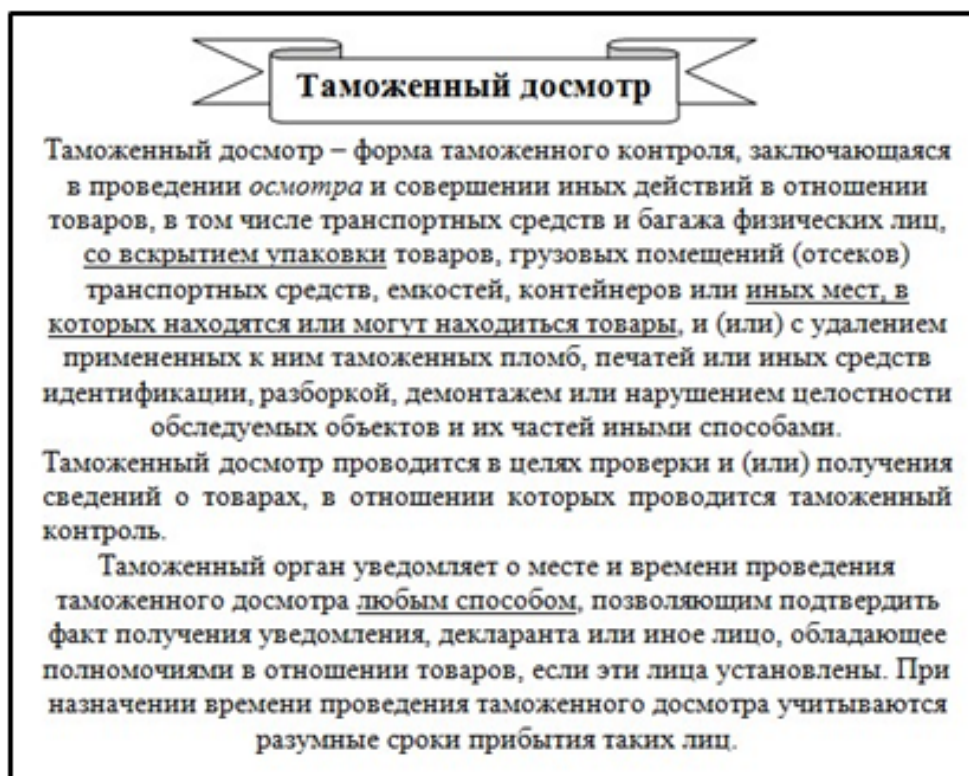 Таможенный досмотр
Таможенный досмотр – форма таможенного контроля, заключающаяся
в проведении осмотра и совершении иных действий в отношении
товаров, в том числе транспортных средств и багажа физических лиц,
со вскрытием упаковки товаров, грузовых помещений (отсеков)
транспортных средств, емкостей, контейнеров или иных мест, в
которых находятся или могут находиться товары, и (или) с удалением
примененных к ним таможенных пломб, печатей или иных средств
идентификации, разборкой, демонтажем или нарушением целостности
обследуемых объектов и их частей иными способами.
Таможенный досмотр проводится в целях проверки и (или) получения
сведений о товарах, в отношении которых проводится таможенный
контроль.
Таможенный орган уведомляет о месте и времени проведения
таможенного досмотра любым способом, позволяющим подтвердить
факт получения уведомления, декларанта или иное лицо, обладающее
полномочиями в отношении товаров, если эти лица установлены. При
назначении времени проведения таможенного досмотра учитываются
разумные сроки прибытия таких лиц.